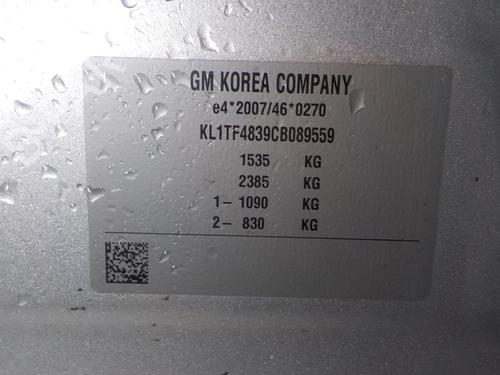 GM KOREA COMPANY
e4*2007/46*0270
KL1TF4839CB089559
1535 KG
2385 KG
1- 1090 KG
2- 830 KG